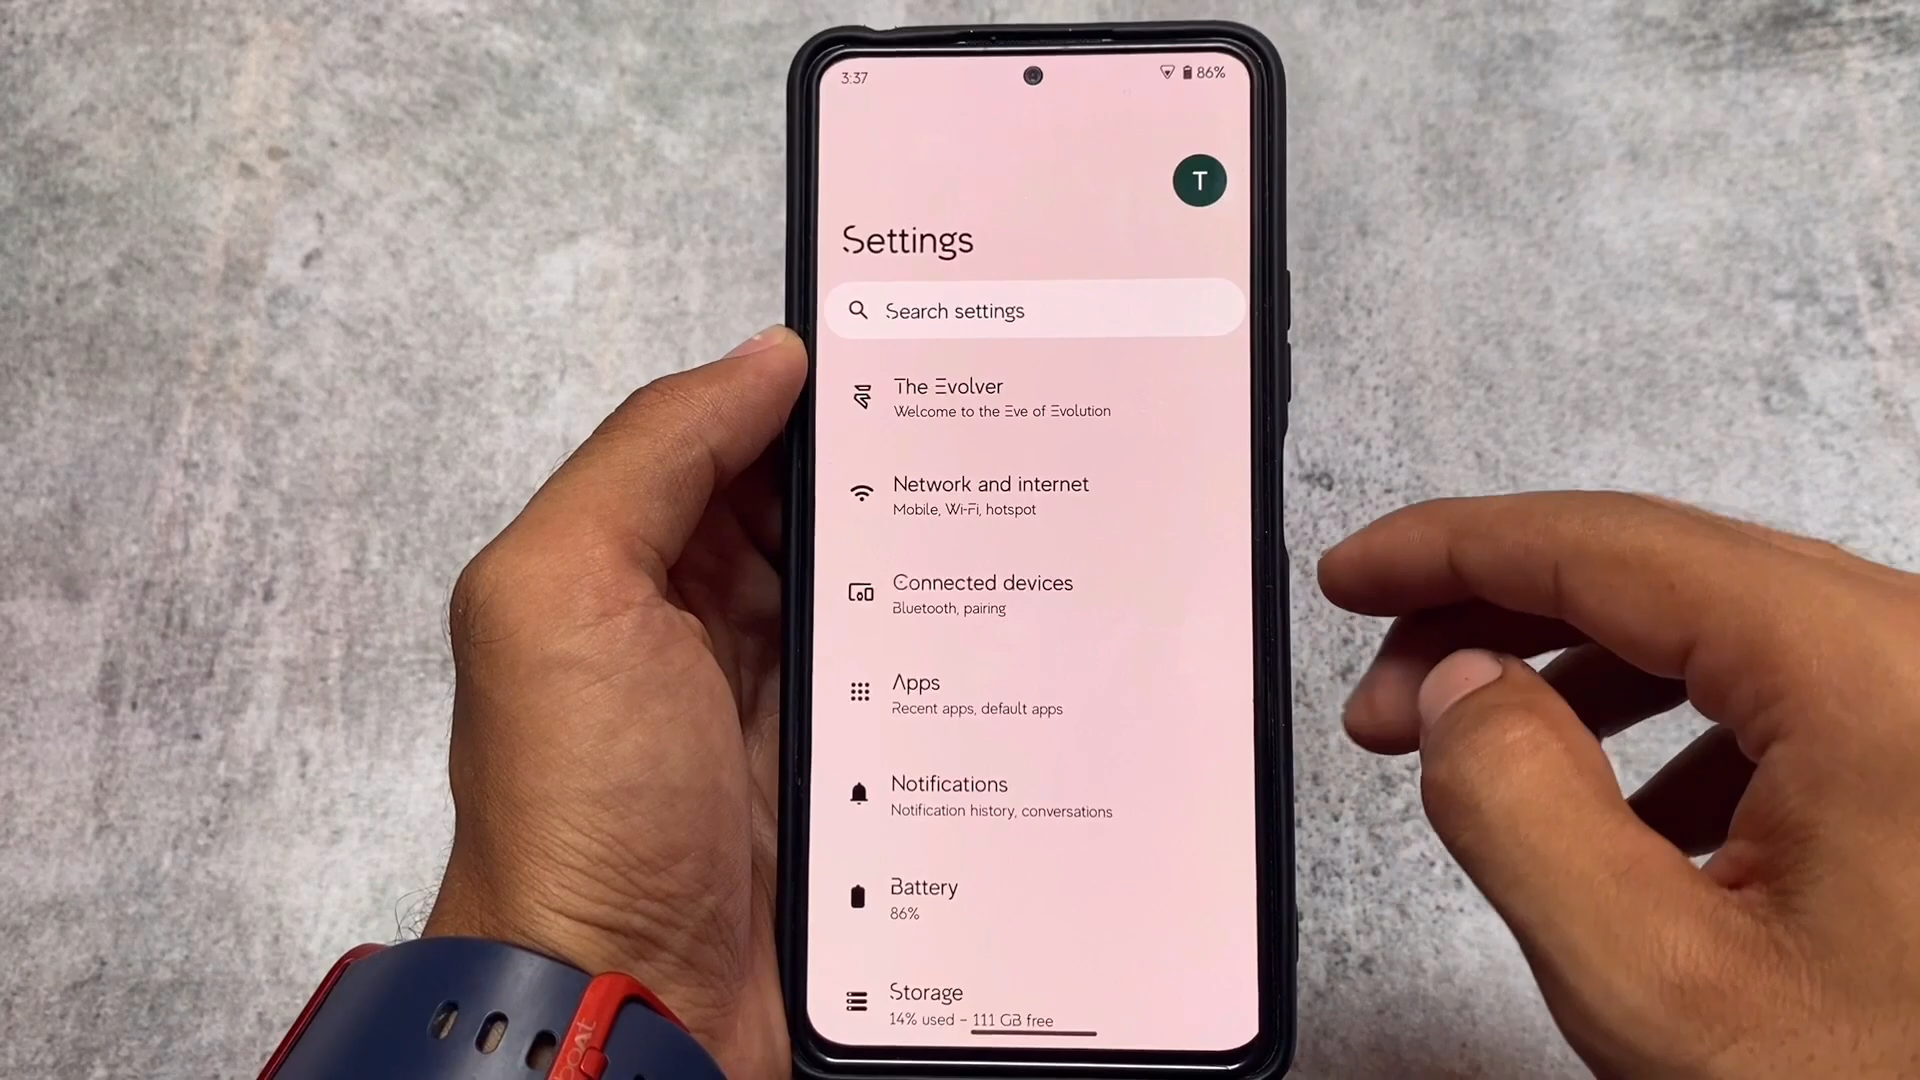 3:37
86%
T
Settings
Search settings
The Evolver
Welcome to the Eve of Evolution
Network and internet
Mobile, Wi-Fi, hotspot
Connected devices
Bluetooth, pairing
Apps
Recent apps, default apps
Notifications
Notification history, conversations
Battery
86%
Storage
14% used – 111 GB free
boAt